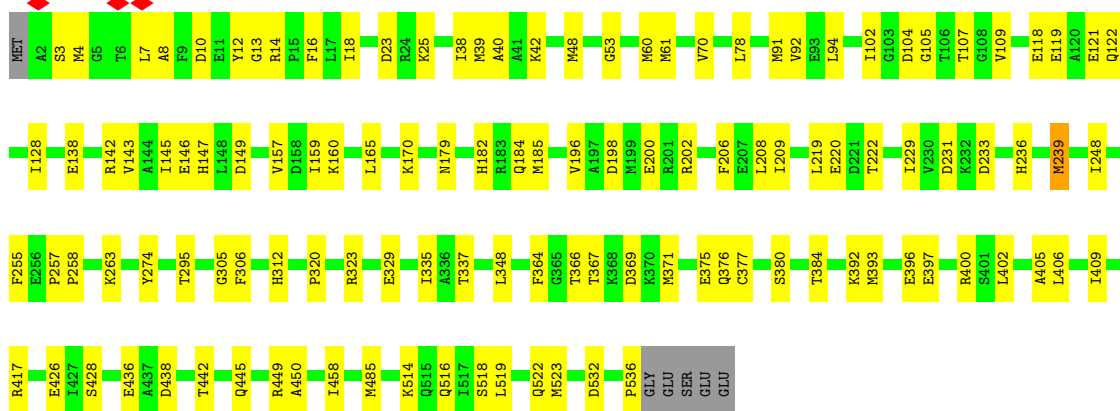 MET A2 S3 M4 G5 T6 L7 A8 F9 D10 E11 Y12 G13 R14 P15 F16 L17 I18 D23 R24 K25 I38 M39 A40 A41 K42 M48 G53 M60 M61 V70 L78 M91 V92 E93 L94 I102 G103 D104 G105 T106 T107 G108 V109 E118 E119 A120 E121 Q122
I128 E138 R142 V143 A144 I145 E146 H147 L148 D149 V157 D158 I159 K160 L165 K170 N179 H182 R183 Q184 M185 V196 A197 D198 M199 E200 R201 R202 F206 E207 L208 I209 L219 E220 D221 T222 I229 V230 D231 K232 D233 H236 M239 I248
F255 E256 P257 P258 K263 Y274 T295 G305 F306 H312 P320 R323 E329 I335 A336 T337 L348 F364 G365 T366 T367 K368 D369 K370 M371 E375 Q376 C377 S380 T384 K392 M393 E396 E397 R400 S401 L402 A405 L406 I409
R417 E426 I427 S428 E436 A437 D438 T442 Q445 R449 A450 I458 M485 K514 Q515 Q516 I517 S518 L519 Q522 M523 D532 P536 GLY GLU SER GLU GLU